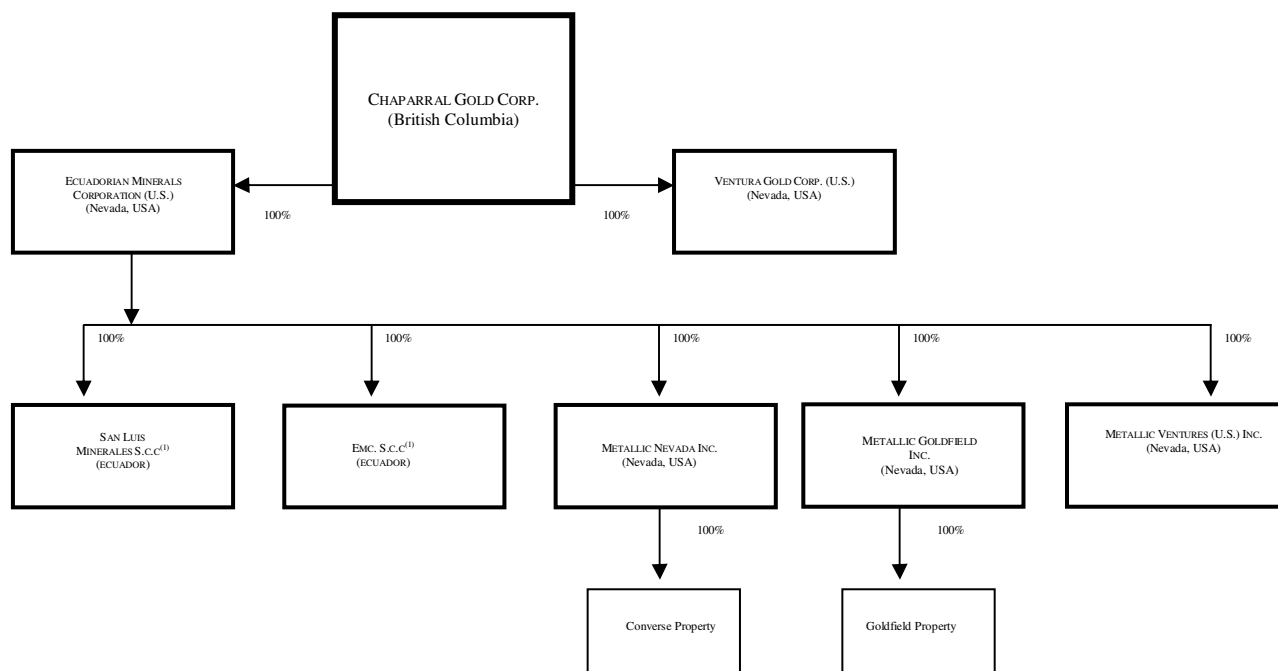 CHAPARRAL GOLD CORP.
(British Columbia)
ECUADORIAN MINERALS
CORPORATION (U.S.)
(Nevada, USA)
VENTURA GOLD CORP. (U.S.)
(Nevada, USA)
100%
100%
100%
100%
100%
100%
100%
SAN LUIS
MINERALES S.C.C(1)
(ECUADOR)
EMC. S.C.C(1)
(ECUADOR)
METALLIC NEVADA INC.
(Nevada, USA)
METALLIC GOLDFIELD
INC.
(Nevada, USA)
METALLIC VENTURES (U.S.) INC.
(Nevada, USA)
100%
100%
Converse Property
Goldfield Property